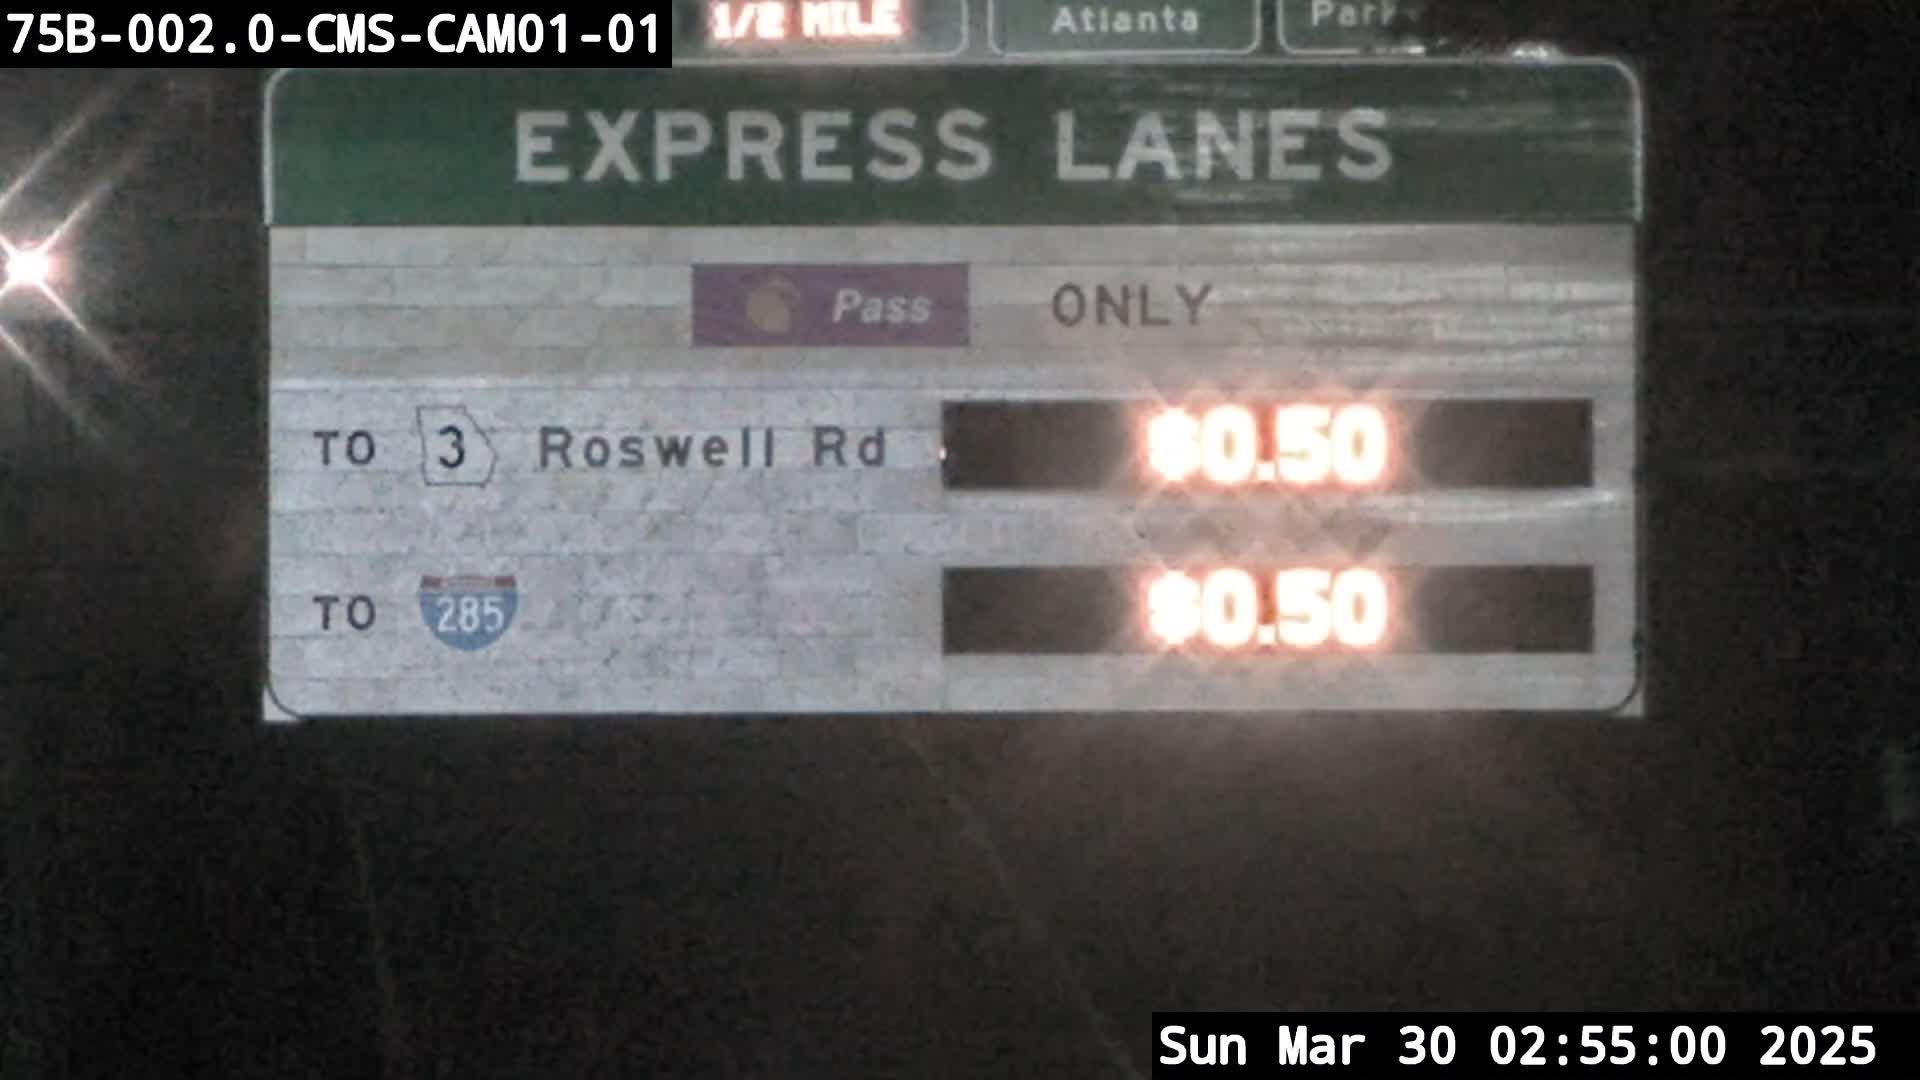 75B-002.0-CMS-CAM01-01
1/2 MILE
Atlanta
EXPRESS LANES
Pass ONLY
TO 3 Roswell Rd $0.50
TO 285 $0.50
Sun Mar 30 02:55:00 2025